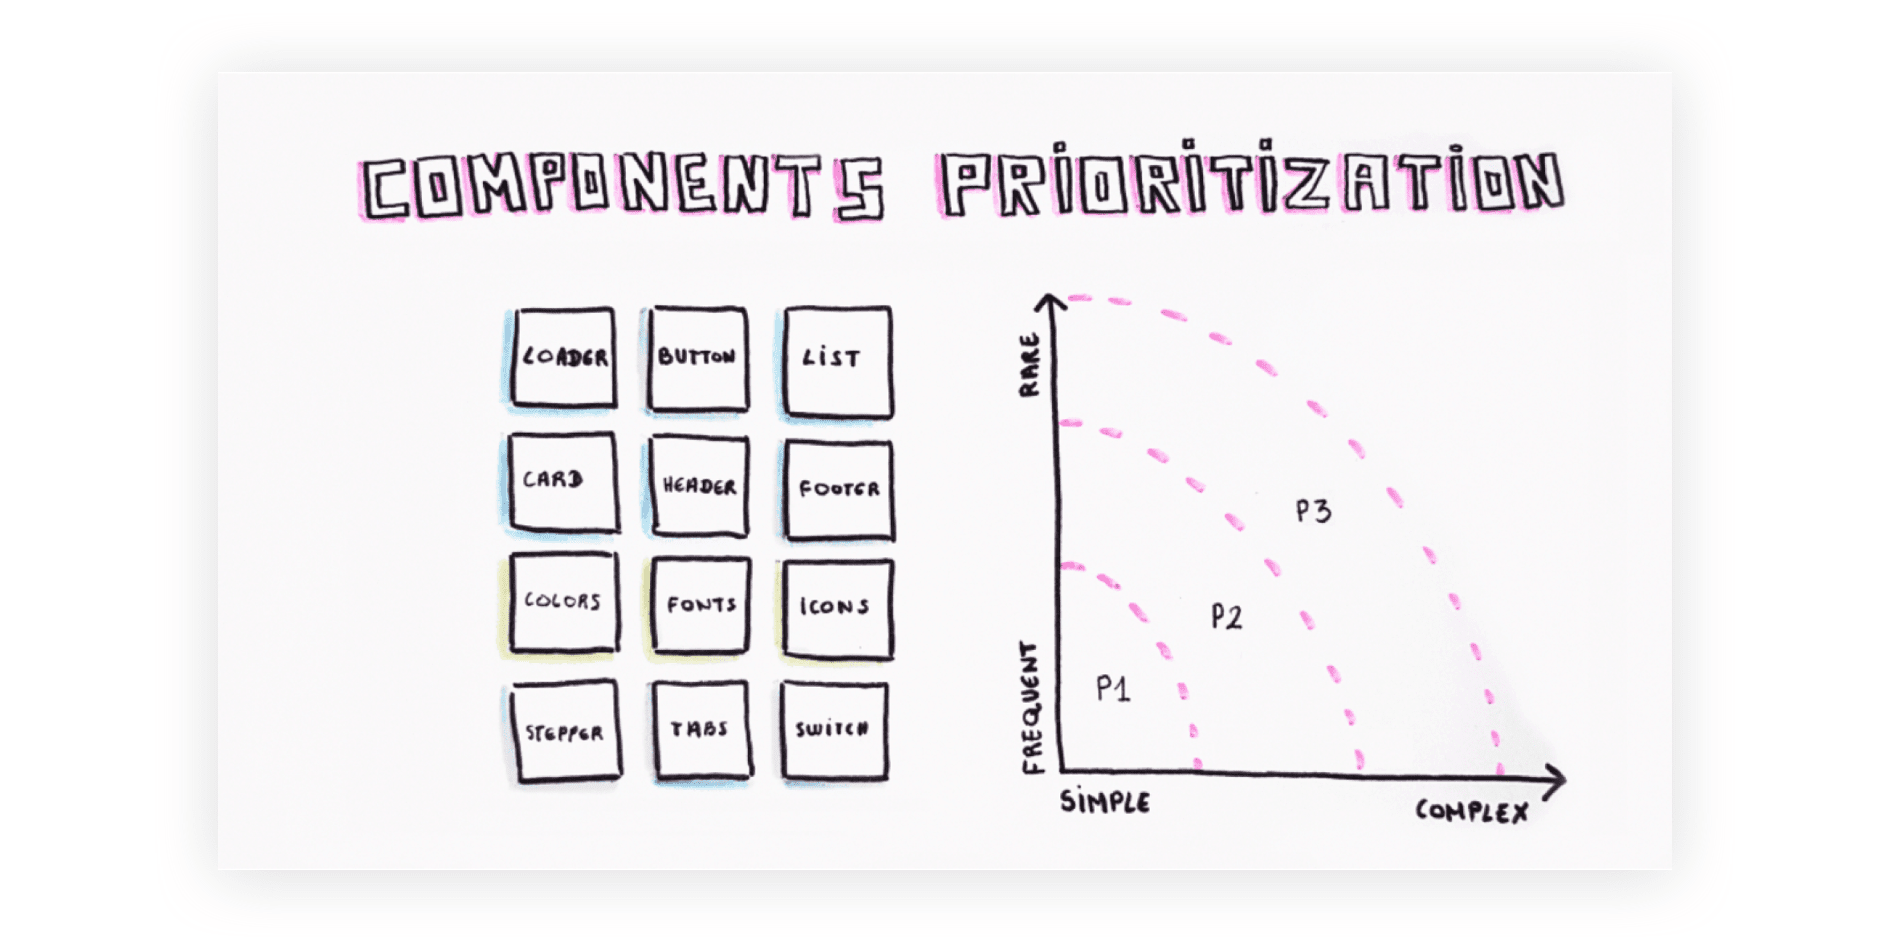 COMPONENTS PRIORITIZATION
LOADER BUTTON LIST
CARD HEADER FOOTER
COLORS FONTS ICONS
STEPPER TABS SWITCH
RARE
FREQUENT
P3
P2
P1
SIMPLE
COMPLEX